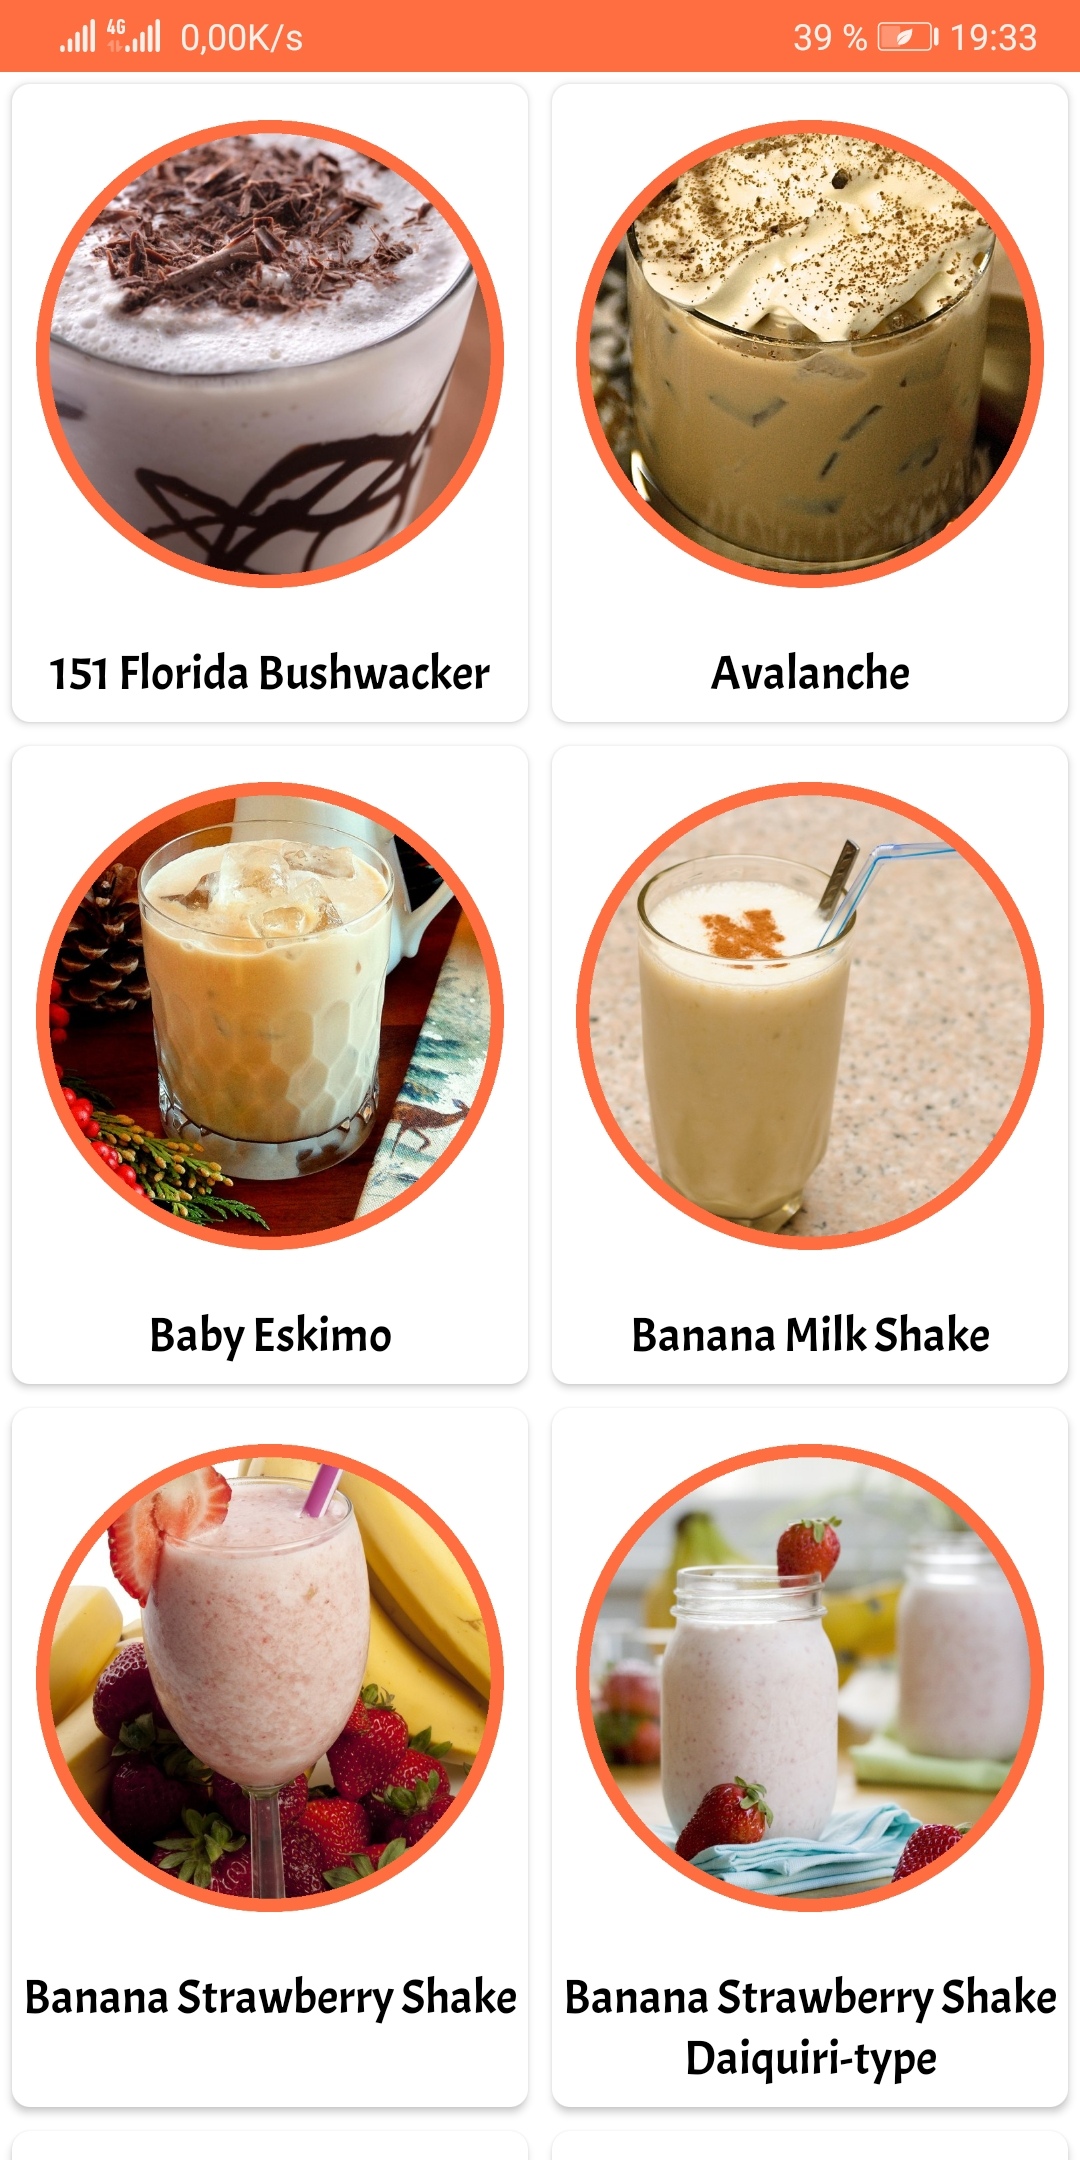 4G 0,00K/s 39 % 19:33
151 Florida Bushwacker
Avalanche
Baby Eskimo
Banana Milk Shake
Banana Strawberry Shake
Banana Strawberry Shake
Daiquiri-type